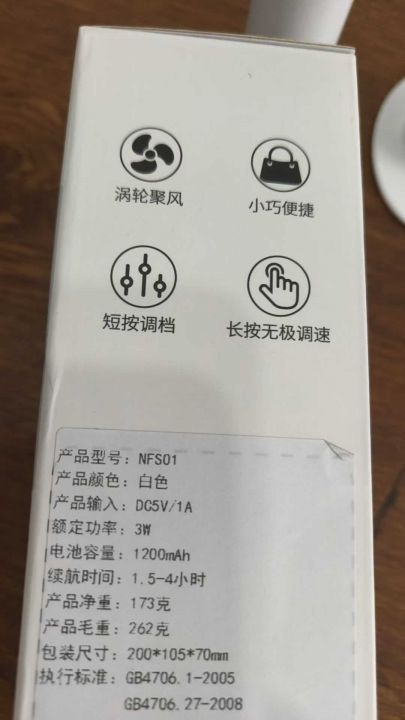 涡轮聚风
小巧便捷
短按调档
长按无极调速
产品型号: NFS01
产品颜色: 白色
产品输入: DC5V/1A
额定功率: 3W
电池容量: 1200mAh
续航时间: 1.5-4小时
产品净重: 173克
产品毛重: 262克
包装尺寸: 200*105*70mm
执行标准: GB4706.1-2005
GB4706.27-2008